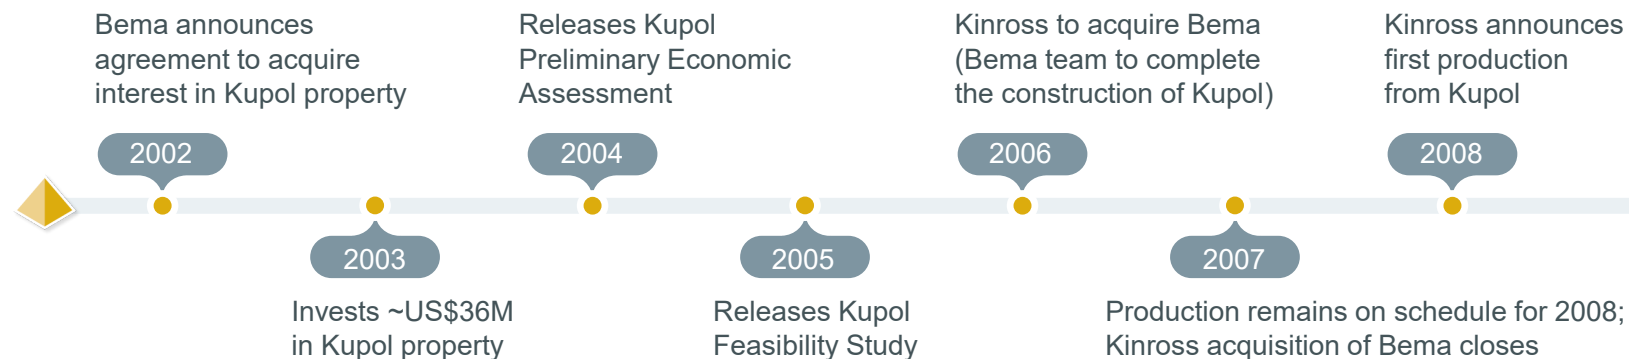 Bema announces
agreement to acquire
interest in Kupol property
2002
2003
Invests ~US$36M
in Kupol property
Releases Kupol
Preliminary Economic
Assessment
2004
2005
Releases Kupol
Feasibility Study
Kinross to acquire Bema
(Bema team to complete
the construction of Kupol)
2006
2007
Production remains on schedule for 2008;
Kinross acquisition of Bema closes
Kinross announces
first production
from Kupol
2008